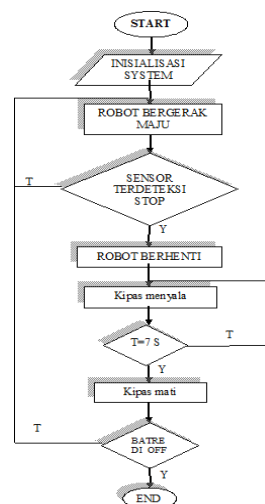 START
INISIALISASI
SYSTEM
ROBOT BERGERAK
MAJU
SENSOR
TERDETEKSI
STOP
T
Y
ROBOT BERHENTI
Kipas menyala
T=7 S
T
Y
Kipas mati
T
BATRE
DI OFF
Y
END